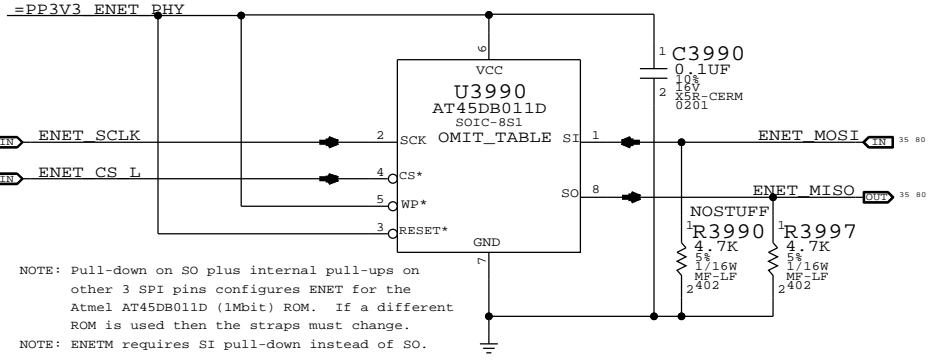 =PP3V3_ENET_PHY
6
VCC
U3990
AT45DB011D
SOIC-8S1
OMIT_TABLE
1 C3990
0.1UF
10%
16V
2 X5R-CERM
0201
IN ENET_SCLK 2 SCK
SI 1 ENET_MOSI IN 35 80
IN ENET_CS_L 4 CS*
SO 8 ENET_MISO OUT 35 80
5 WP*
3 RESET*
GND
7
NOSTUFF
1 R3990
4.7K
5%
1/16W
MF-LF
2 402
1 R3997
4.7K
5%
1/16W
MF-LF
2 402
NOTE: Pull-down on SO plus internal pull-ups on
other 3 SPI pins configures ENET for the
Atmel AT45DB011D (1Mbit) ROM. If a different
ROM is used then the straps must change.
NOTE: ENETM requires SI pull-down instead of SO.